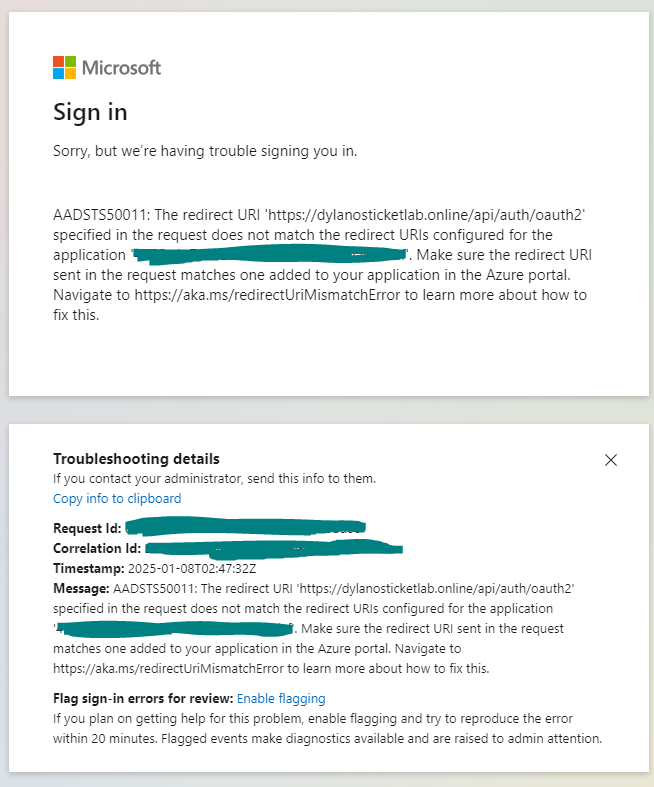 Microsoft
Sign in
Sorry, but we're having trouble signing you in.
AADSTS50011: The redirect URI 'https://dylanosticketlab.online/api/auth/oauth2'
specified in the request does not match the redirect URIs configured for the
application '. Make sure the redirect URI
sent in the request matches one added to your application in the Azure portal.
Navigate to https://aka.ms/redirectUriMismatchError to learn more about how to
fix this.
Troubleshooting details
If you contact your administrator, send this info to them.
Copy info to clipboard
Request Id:
Correlation Id:
Timestamp: 2025-01-08T02:47:32Z
Message: AADSTS50011: The redirect URI 'https://dylanosticketlab.online/api/auth/oauth2'
specified in the request does not match the redirect URIs configured for the application
'. Make sure the redirect URI sent in the request
matches one added to your application in the Azure portal. Navigate to
https://aka.ms/redirectUriMismatchError to learn more about how to fix this.
Flag sign-in errors for review: Enable flagging
If you plan on getting help for this problem, enable flagging and try to reproduce the error
within 20 minutes. Flagged events make diagnostics available and are raised to admin attention.